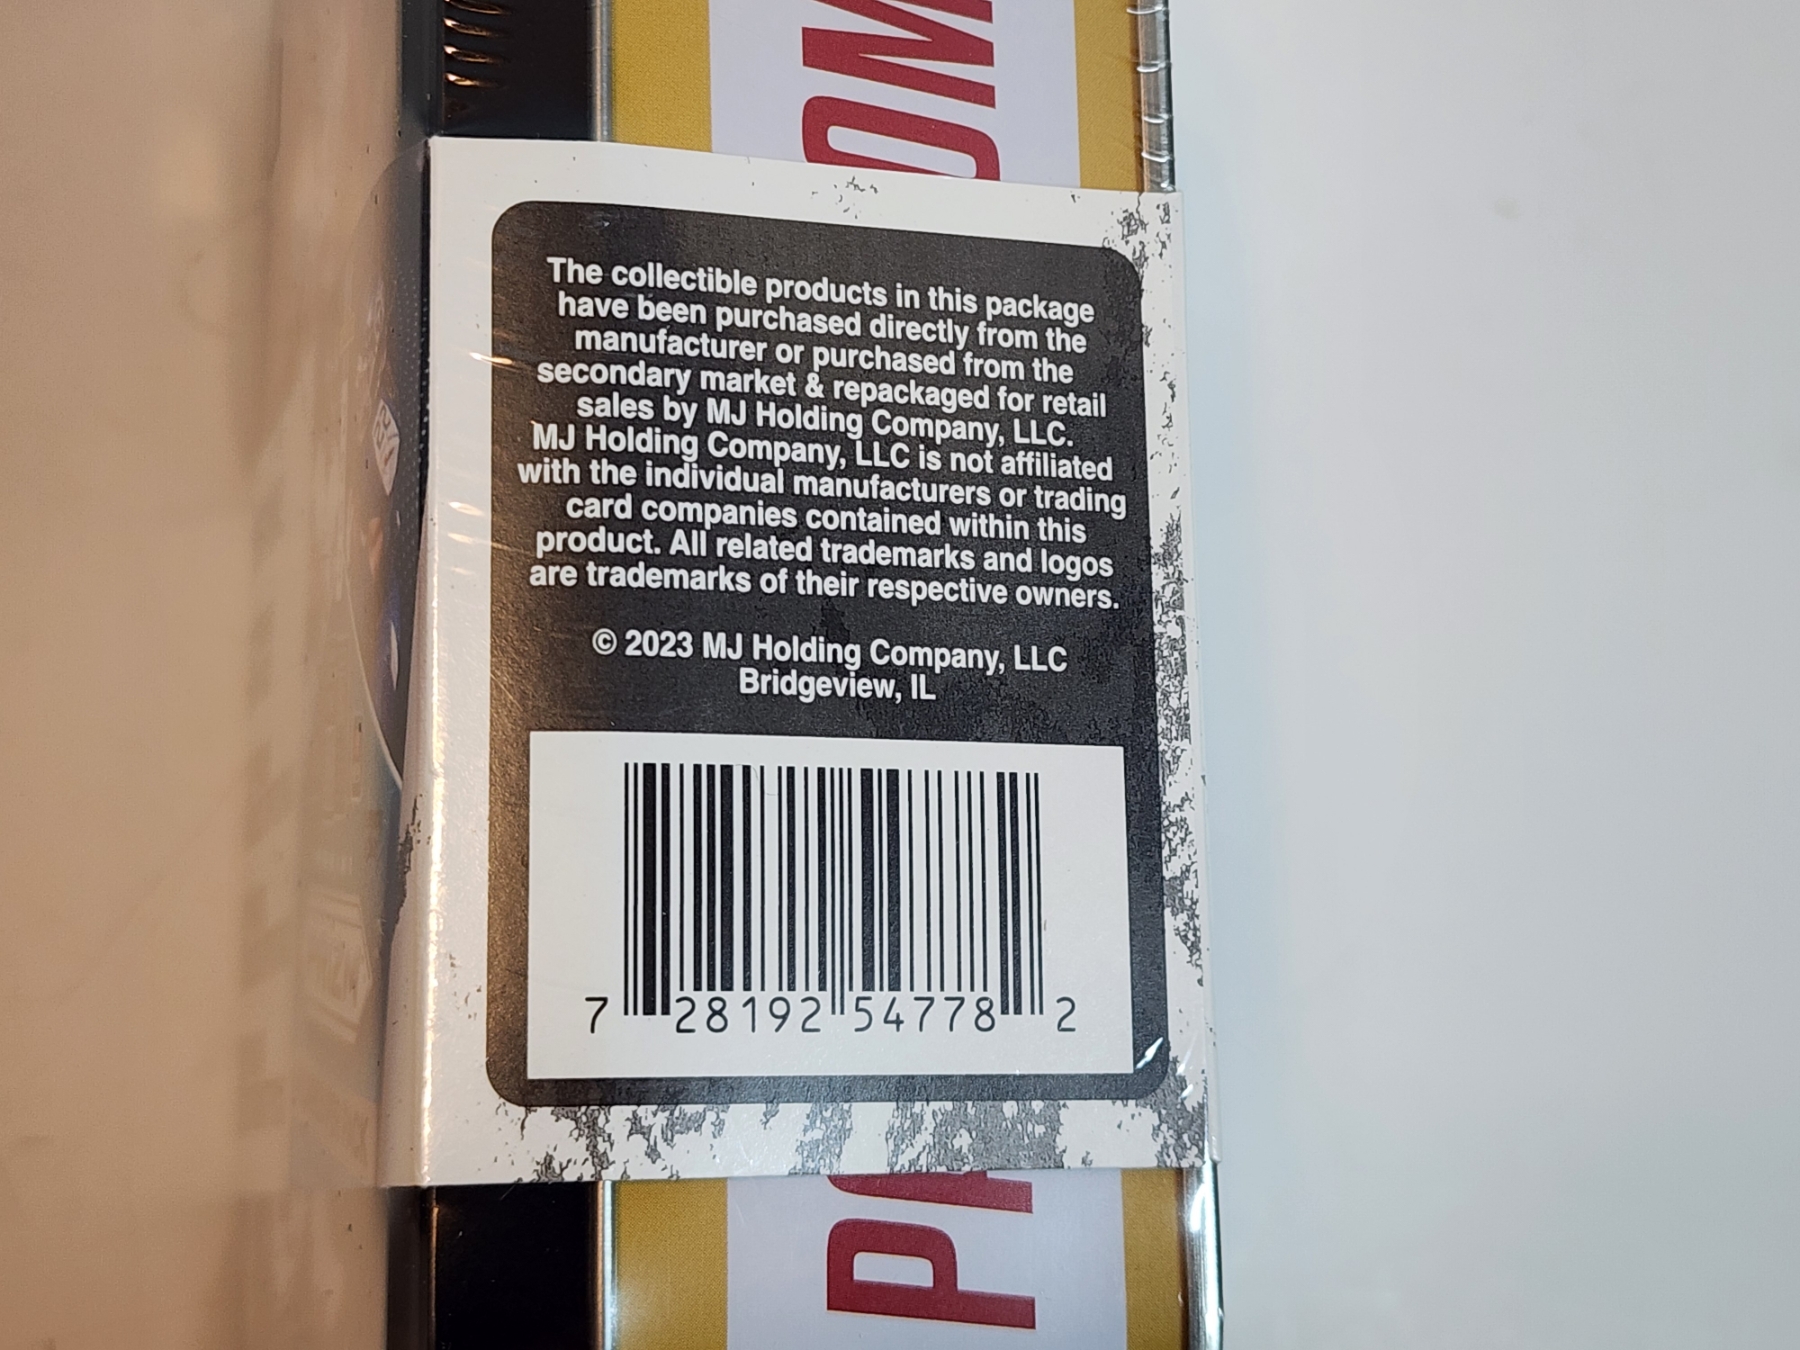 The collectible products in this package
have been purchased directly from the
manufacturer or purchased from the
secondary market & repackaged for retail
sales by MJ Holding Company, LLC.
MJ Holding Company, LLC is not affiliated
with the individual manufacturers or trading
card companies contained within this
product. All related trademarks and logos
are trademarks of their respective owners.
© 2023 MJ Holding Company, LLC
Bridgeview, IL
7 28192 54778 2